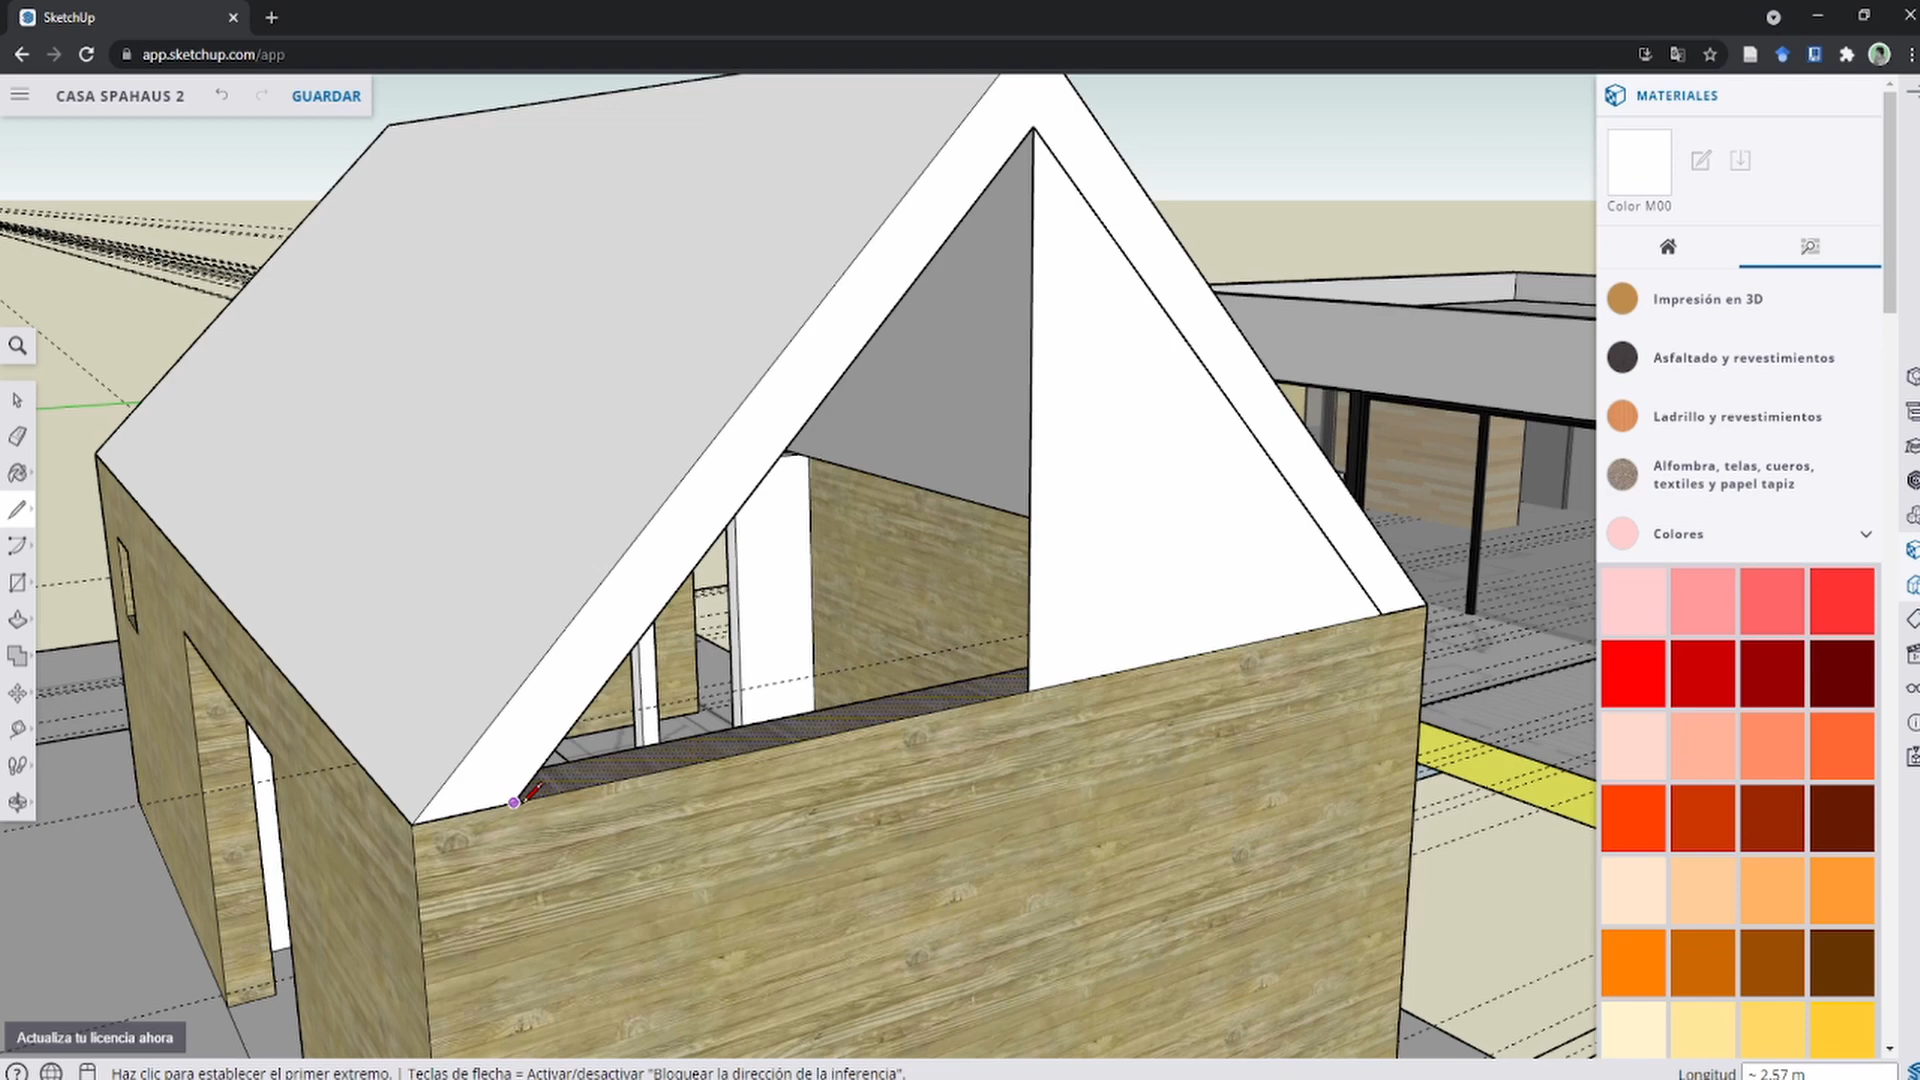 SketchUp
app.sketchup.com/app
CASA SPAHAUS 2
GUARDAR
MATERIALES
Color M00
Impresión en 3D
Asfaltado y revestimientos
Ladrillo y revestimientos
Alfombra, telas, cueros,
textiles y papel tapiz
Colores
Actualiza tu licencia ahora
Haz clic para establecer el primer extremo. | Teclas de flecha = Activar/desactivar "Bloquear la dirección de la inferencia".
Longitud ~ 2,57 m